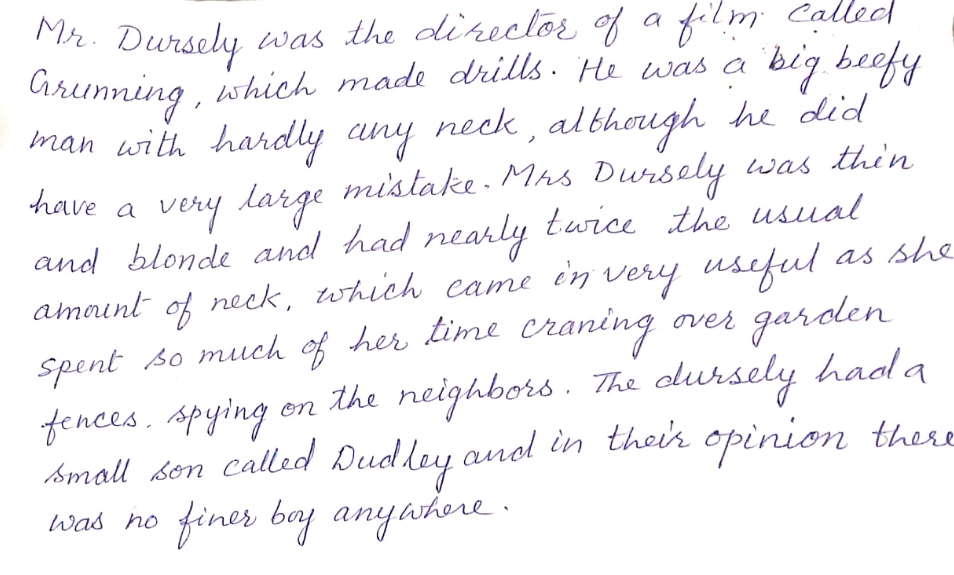 Mr. Dursely was the director of a film called
Grunning, which made drills. He was a big beefy
man with hardly any neck, although he did
have a very large mistake. Mrs Dursely was thin
and blonde and had nearly twice the usual
amount of neck, which came in very useful as she
spent so much of her time craning over garden
fences, spying on the neighbors. The dursely had a
small son called Dudley and in their opinion there
was no finer boy anywhere.